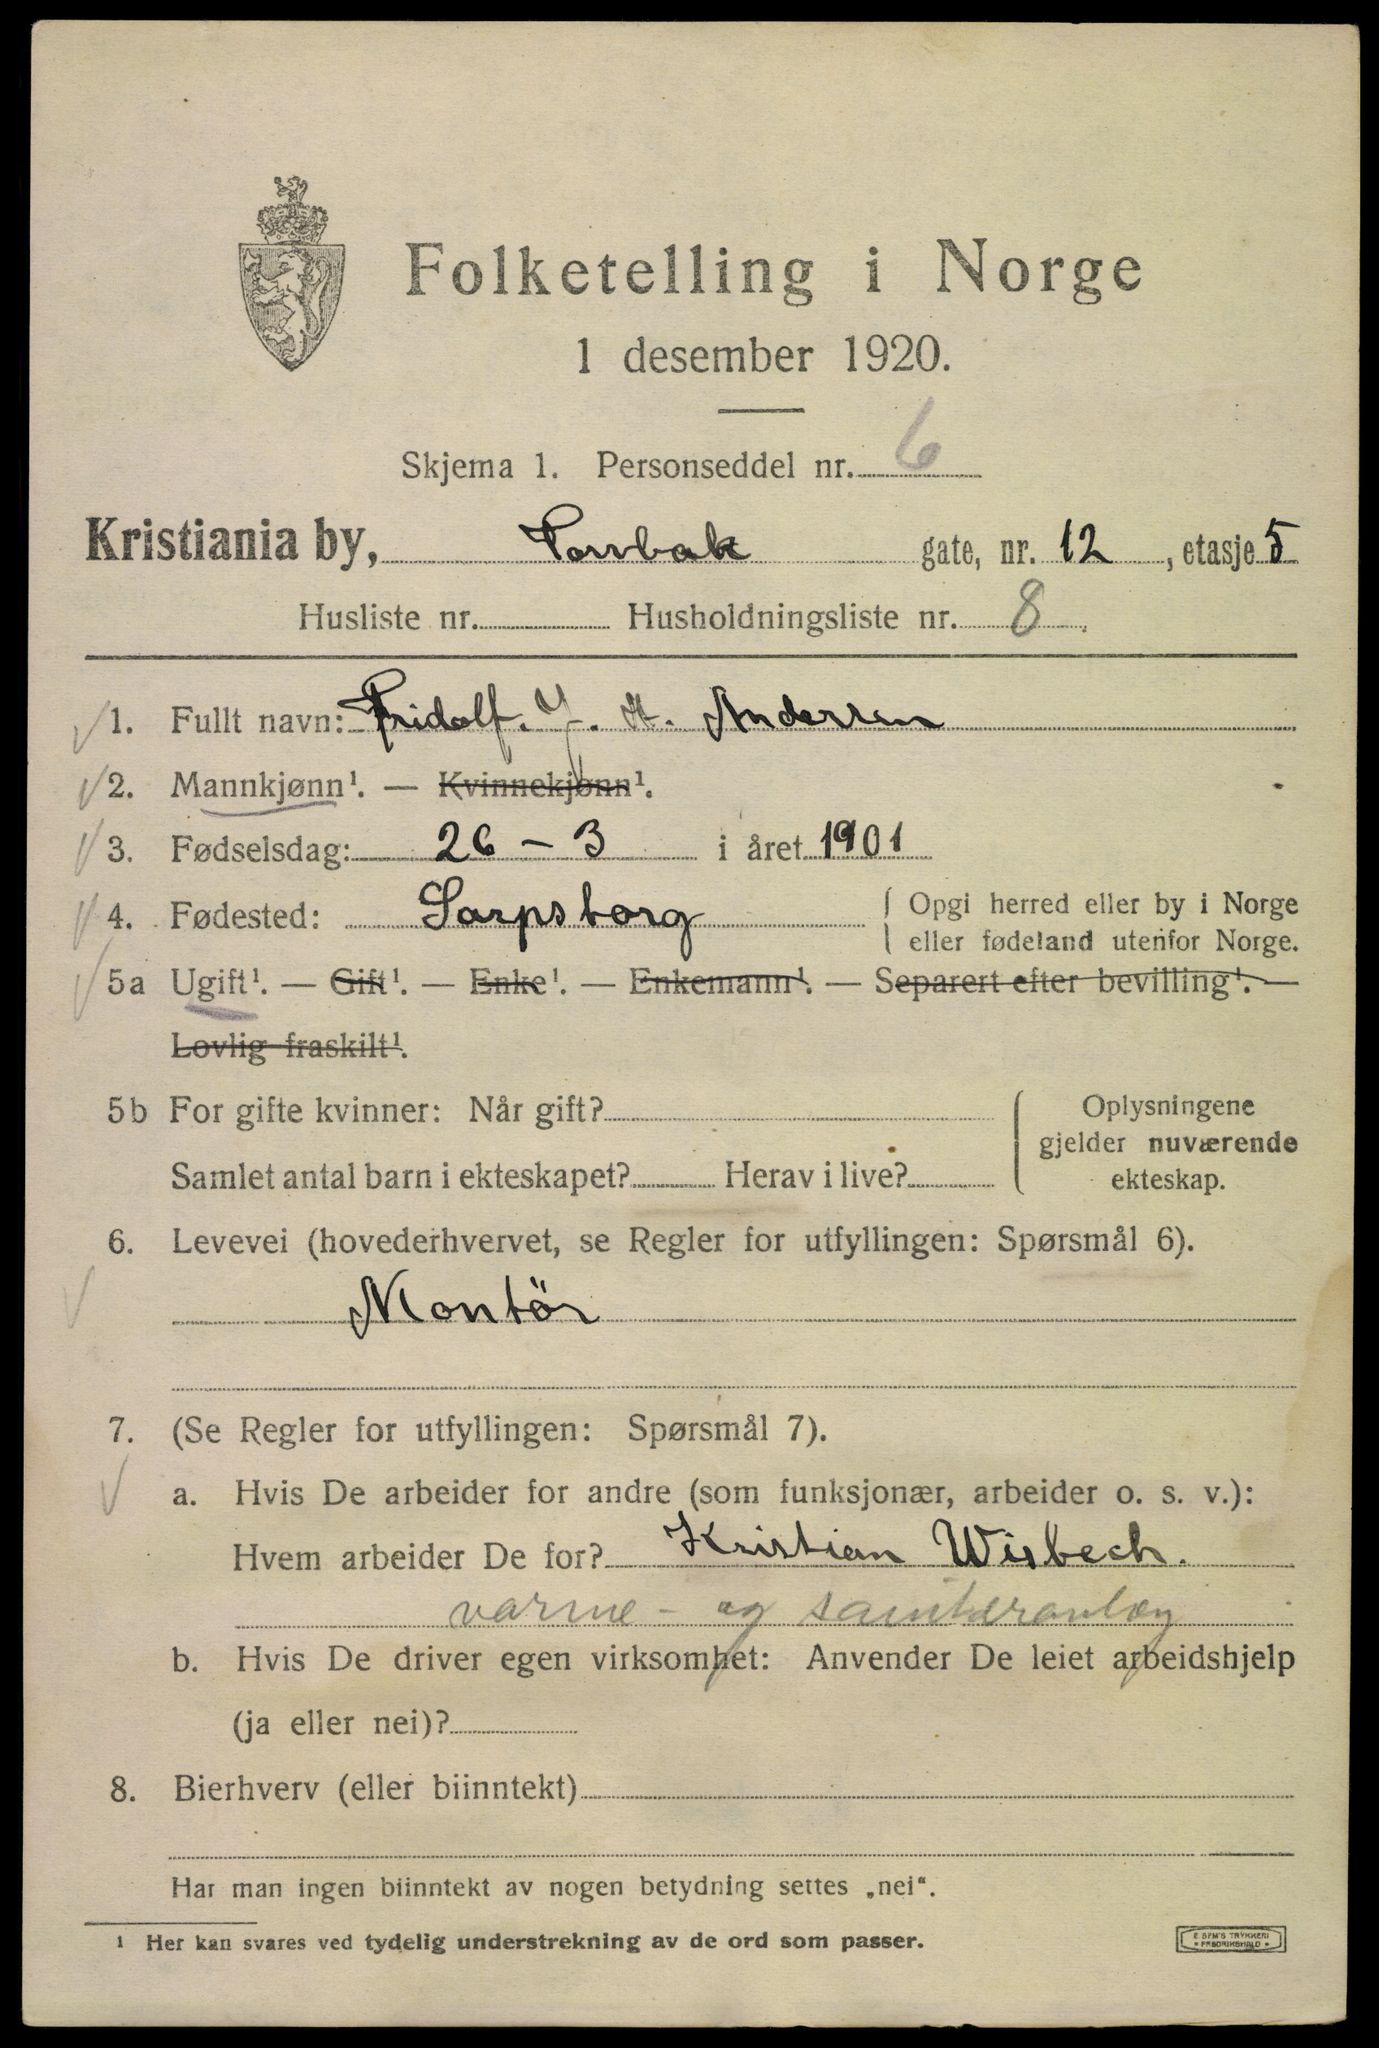 Folketelling i Norge
1 desember 1920.
Skjema 1. Personseddel nr. 6
Kristiania by, gate, nr. 12, etasje 5
Husliste nr. Husholdningsliste nr. 8
1. Fullt navn: Fridolf. J. H. Andersen
2. Mannkjønn¹. — Kvinnekjønn¹.
3. Fødselsdag: 26 – 3 i året 1901
4. Fødested: Sarpsborg { Opgi herred eller by i Norge
eller fødeland utenfor Norge.
5a Ugift¹. — Gift¹. — Enke¹. — Enkemann¹. — Separert efter bevilling¹. —
Lovlig fraskilt¹.
5b For gifte kvinner: Når gift? Oplysningene
gjelder nuværende
Samlet antal barn i ekteskapet? Herav i live? ekteskap.
6. Levevei (hovederhvervet, se Regler for utfyllingen: Spørsmål 6).
Montör
7. (Se Regler for utfyllingen: Spørsmål 7).
a. Hvis De arbeider for andre (som funksjonær, arbeider o. s. v.):
Hvem arbeider De for? Kristian Wisbech.
varme- og sanitæranlæg
b. Hvis De driver egen virksomhet: Anvender De leiet arbeidshjelp
(ja eller nei)?
8. Bierhverv (eller biinntekt)
Har man ingen biinntekt av nogen betydning settes „nei“.
¹ Her kan svares ved tydelig understrekning av de ord som passer.
E SEM'S TRYKKERI
• FREDRIKSHALD •